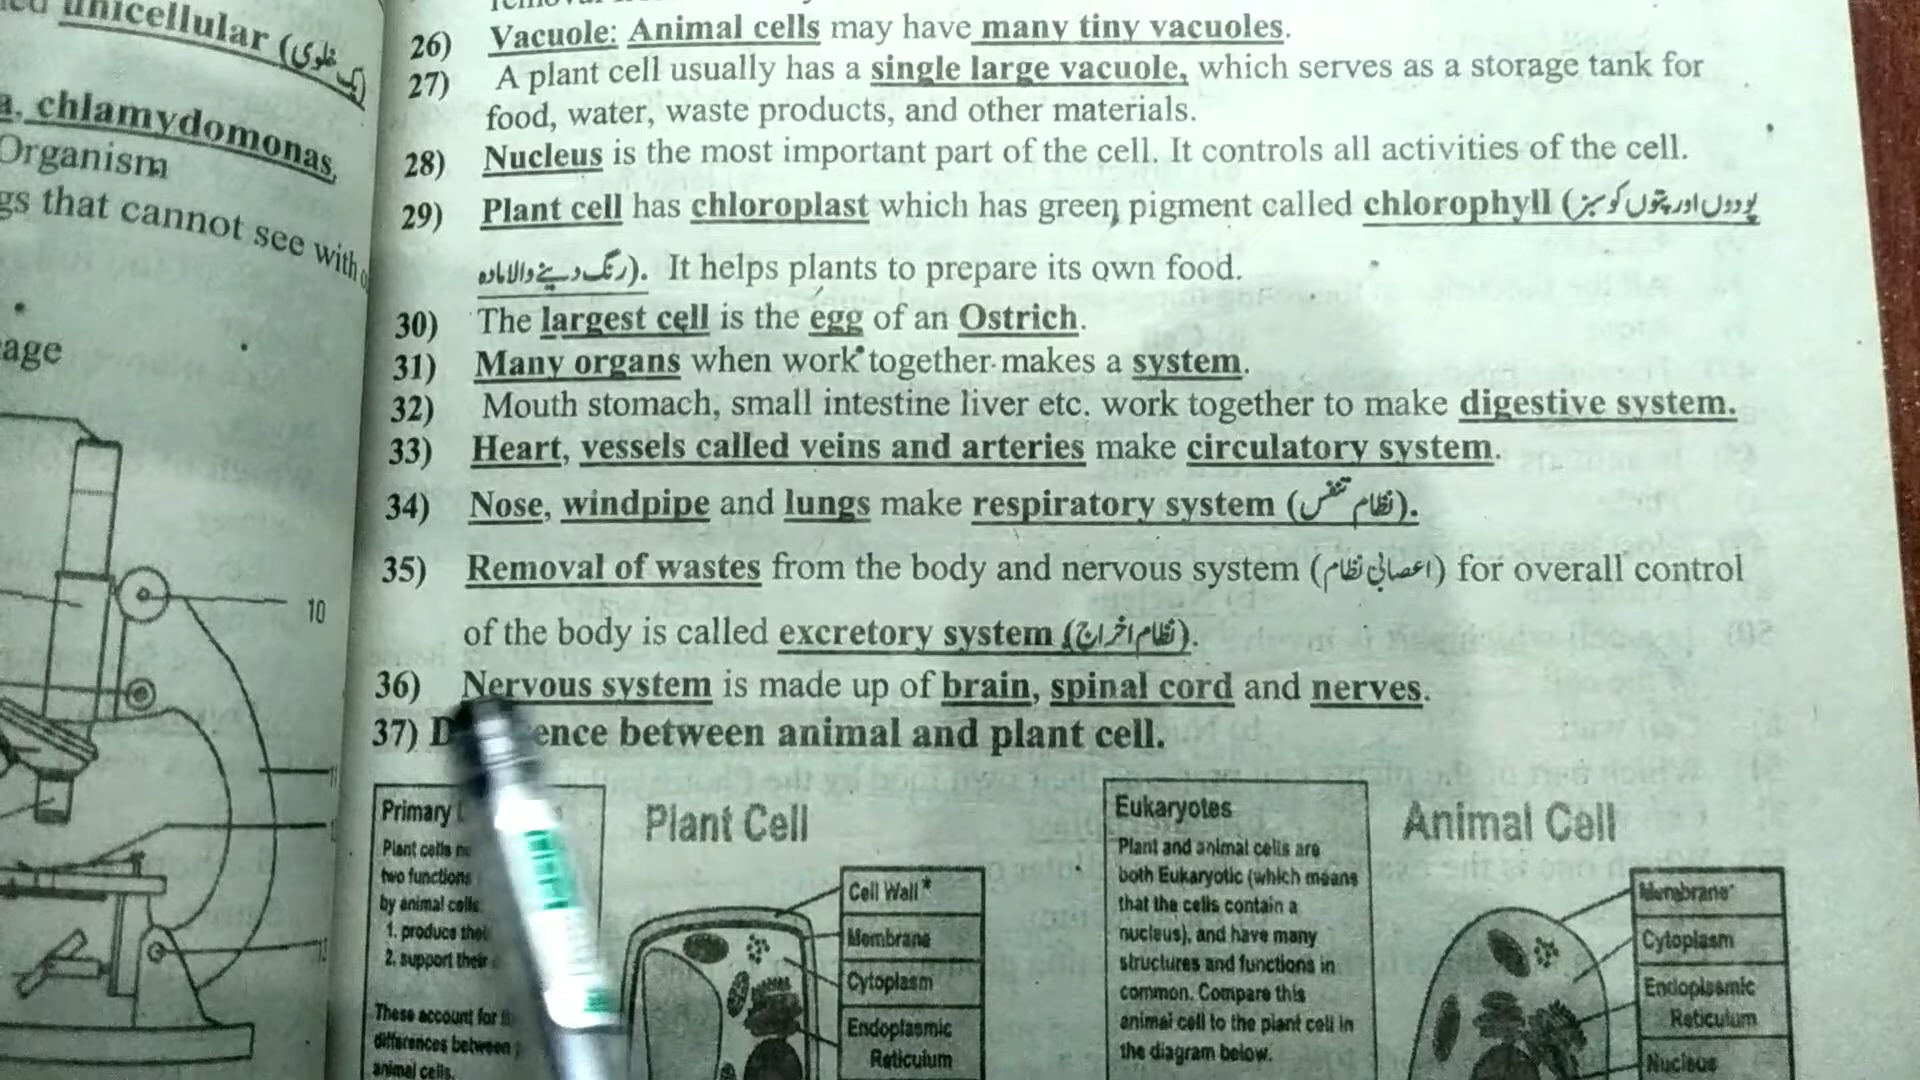 unicellular (یک خلوی)
a, chlamydomonas,
Organism
gs that cannot see with
age
10
26) Vacuole: Animal cells may have many tiny vacuoles.
27) A plant cell usually has a single large vacuole, which serves as a storage tank for
food, water, waste products, and other materials.
28) Nucleus is the most important part of the cell. It controls all activities of the cell.
29) Plant cell has chloroplast which has green pigment called chlorophyll (پودوں اور پتوں کو سبز
رنگ دینے والا مادہ). It helps plants to prepare its own food.
30) The largest cell is the egg of an Ostrich.
31) Many organs when work together makes a system.
32) Mouth stomach, small intestine liver etc. work together to make digestive system.
33) Heart, vessels called veins and arteries make circulatory system.
34) Nose, windpipe and lungs make respiratory system (نظام تنفس).
35) Removal of wastes from the body and nervous system (اعصابی نظام) for overall control
of the body is called excretory system (نظام اخراج).
36) Nervous system is made up of brain, spinal cord and nerves.
37) ence between animal and plant cell.
Primary
Plant cells
two functions
by animal cells
1. produce
2. support their
These account for
differences between
animal cells.
Plant Cell
Cell Wall*
Membrane
Cytoplasm
Endoplasmic
Reticulum
Eukaryotes
Plant and animal cells are
both Eukaryotic (which means
that the cells contain a
nucleus), and have many
structures and functions in
common. Compare this
animal cell to the plant cell in
the diagram below.
Animal Cell
Membrane
Cytoplasm
Endoplasmic
Reticulum
Nucleus